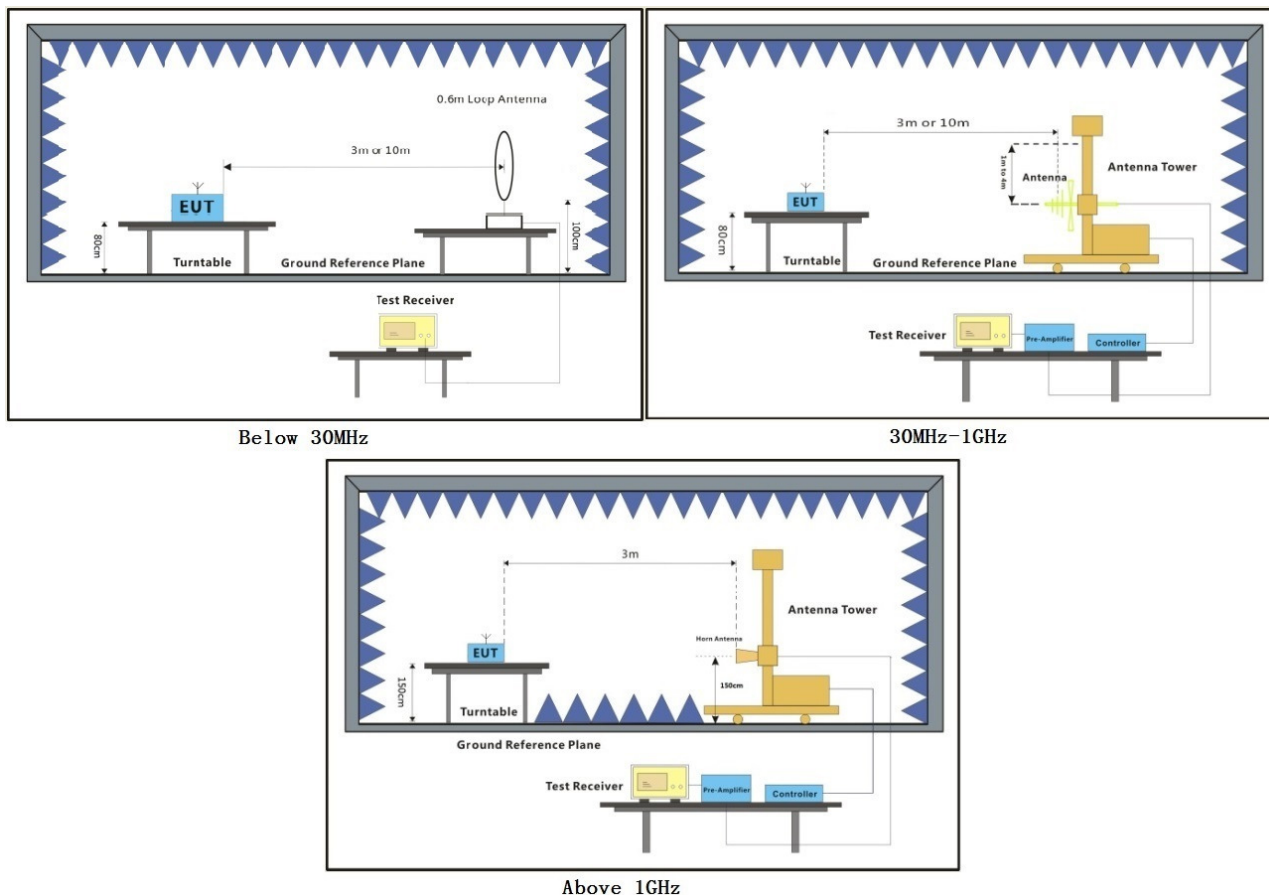 0.6m Loop Antenna
3m or 10m
EUT
80cm
100cm
Turntable
Ground Reference Plane
Test Receiver
Below 30MHz
3m or 10m
1m to 4m
Antenna
Antenna Tower
EUT
80cm
Turntable
Ground Reference Plane
Test Receiver
Pre-Amplifier
Controller
30MHz-1GHz
3m
Antenna Tower
Horn Antenna
EUT
150cm
150cm
Turntable
Ground Reference Plane
Test Receiver
Pre-Amplifier
Controller
Above 1GHz